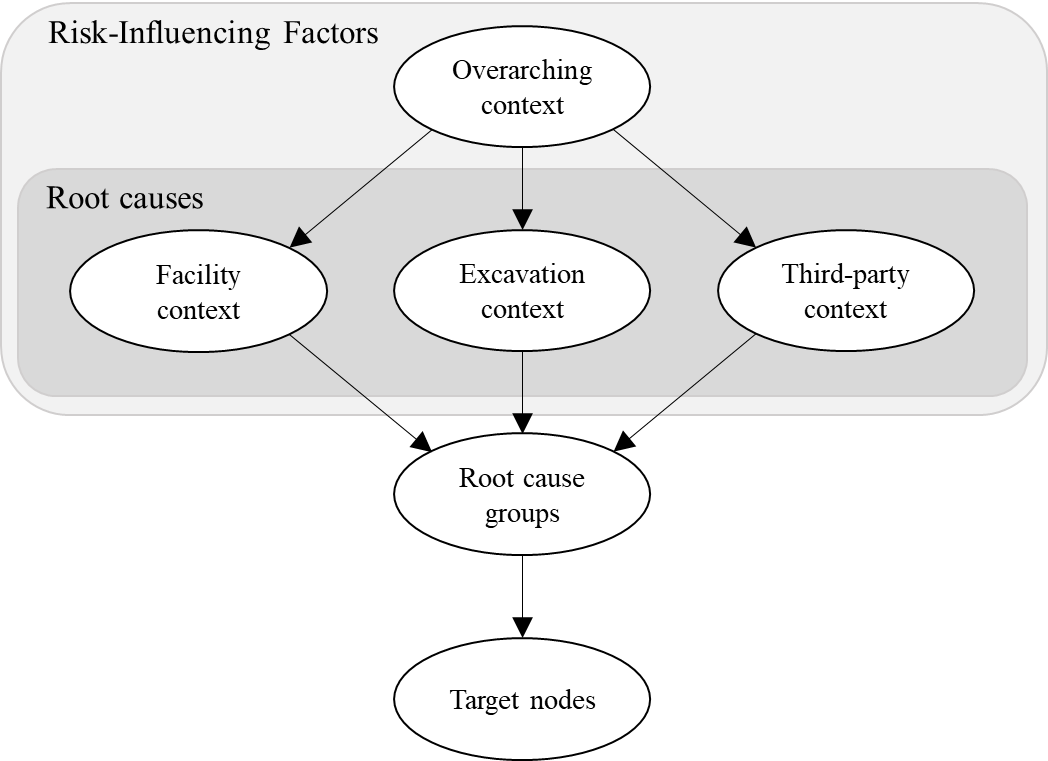 Risk-Influencing Factors
Overarching
context
Root causes
Facility
context
Excavation
context
Third-party
context
Root cause
groups
Target nodes